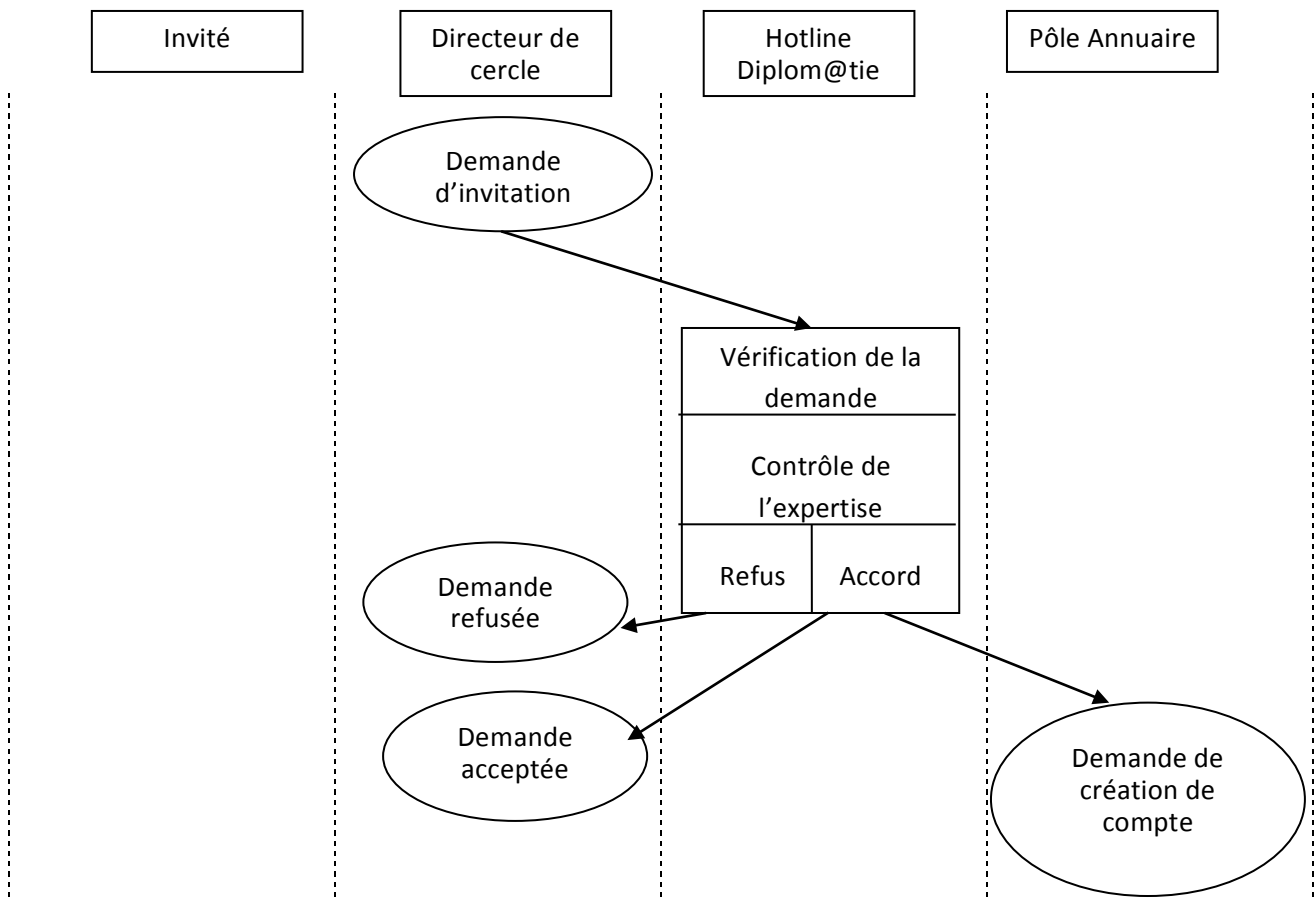 Invité
Directeur de
cercle
Hotline
Diplom@tie
Pôle Annuaire
Demande
d’invitation
Vérification de la
demande
Contrôle de
l’expertise
Refus
Accord
Demande
refusée
Demande
acceptée
Demande de
création de
compte